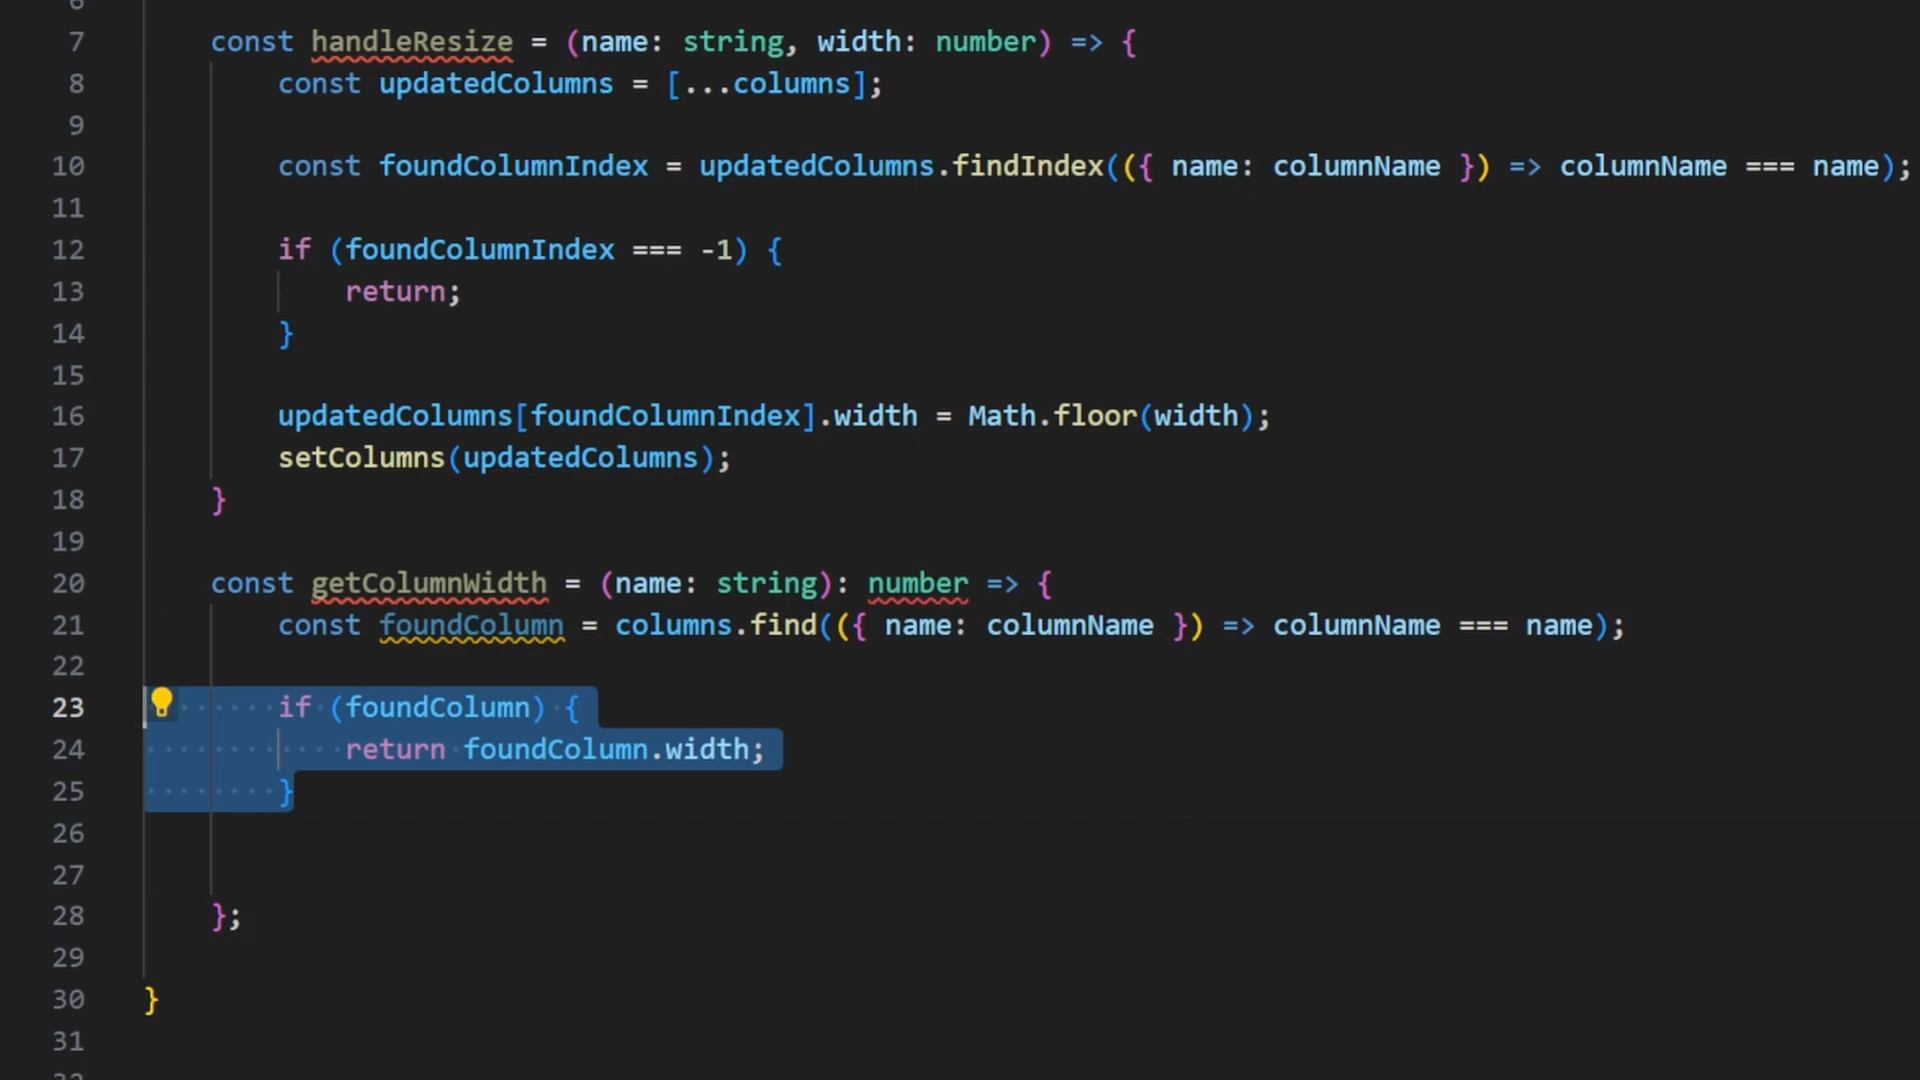 6
7 const handleResize = (name: string, width: number) => {
8 const updatedColumns = [...columns];
9
10 const foundColumnIndex = updatedColumns.findIndex(({ name: columnName }) => columnName === name);
11
12 if (foundColumnIndex === -1) {
13 return;
14 }
15
16 updatedColumns[foundColumnIndex].width = Math.floor(width);
17 setColumns(updatedColumns);
18 }
19
20 const getColumnWidth = (name: string): number => {
21 const foundColumn = columns.find(({ name: columnName }) => columnName === name);
22
23 if (foundColumn) {
24 return foundColumn.width;
25 }
26
27
28 };
29
30 }
31
32